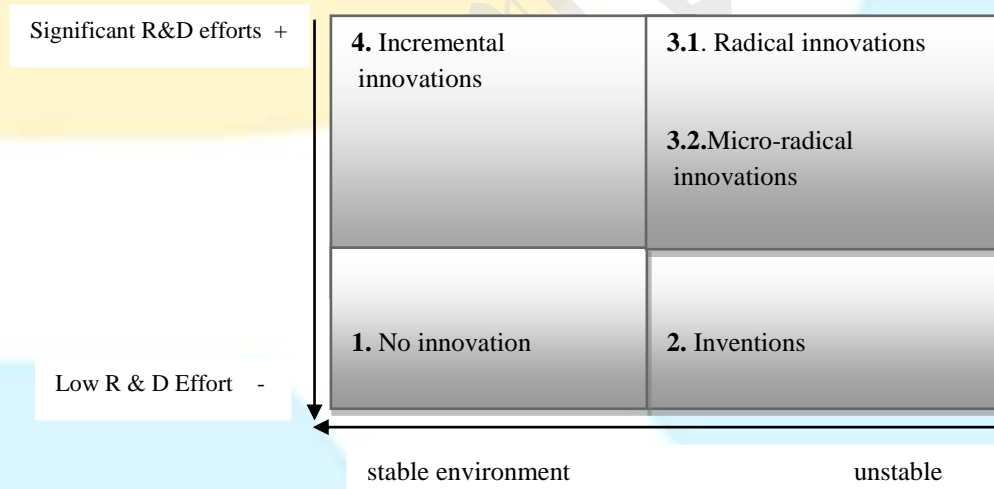 Significant R&D efforts +
4. Incremental
innovations
3.1. Radical innovations
3.2.Micro-radical
innovations
1. No innovation
2. Inventions
Low R & D Effort -
stable environment
unstable